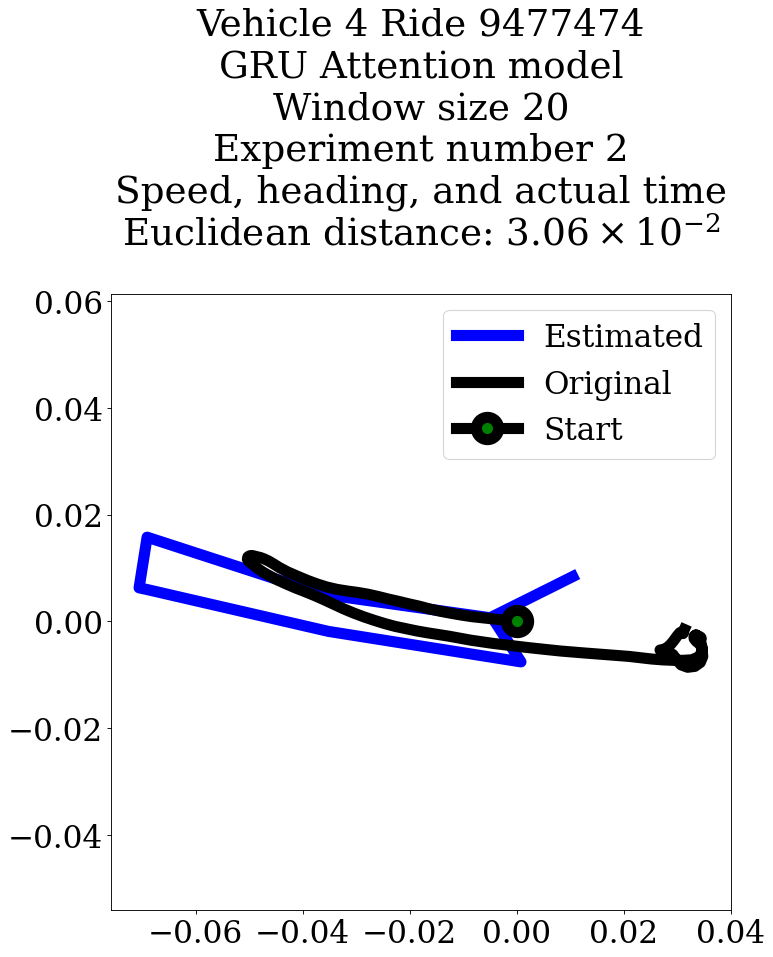 Vehicle 4 Ride 9477474
GRU Attention model
Window size 20
Experiment number 2
Speed, heading, and actual time
Euclidean distance: 3.06 × 10⁻²
0.06
0.04
0.02
0.00
−0.02
−0.04
Estimated
Original
Start
−0.06 −0.04 −0.02 0.00 0.02 0.04